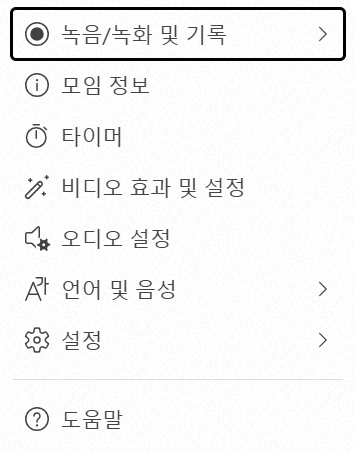 녹음/녹화 및 기록
모임 정보
타이머
비디오 효과 및 설정
오디오 설정
언어 및 음성
설정
도움말